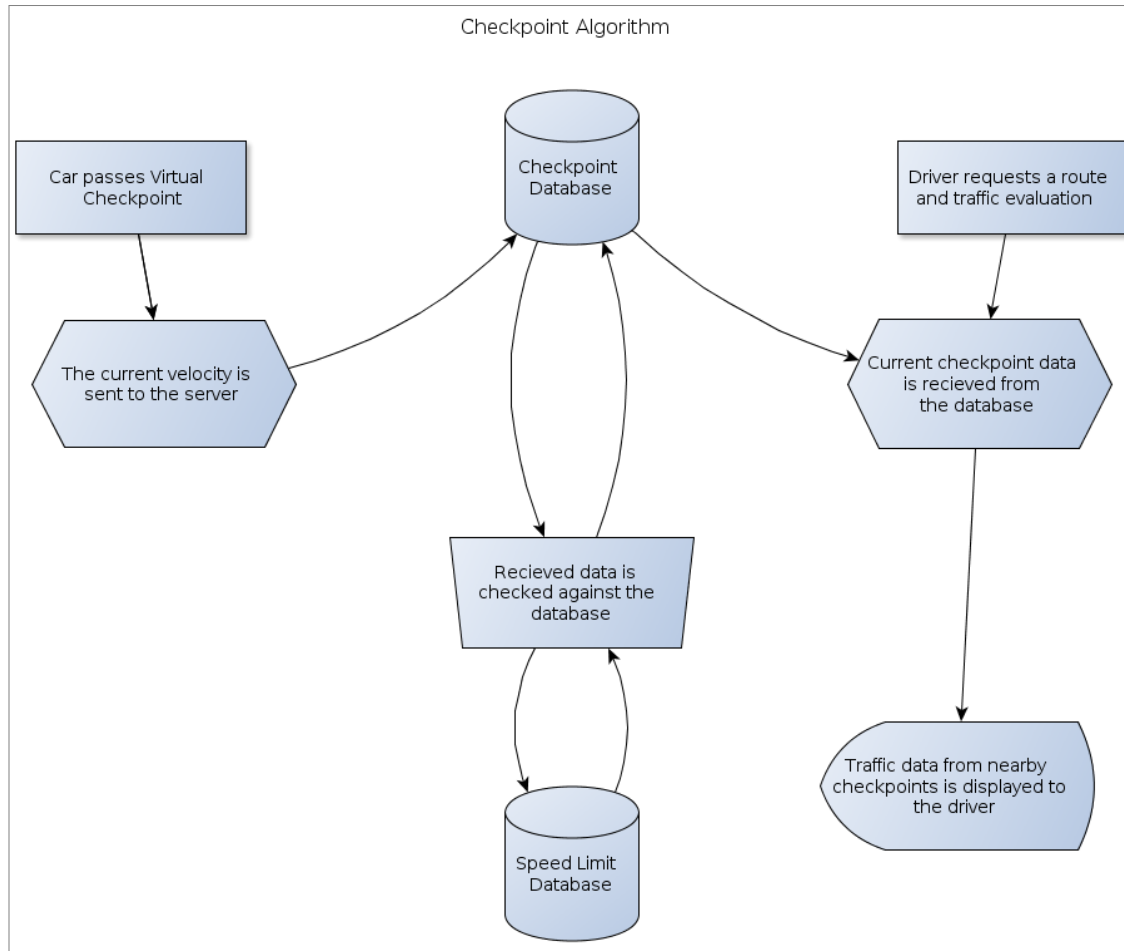 Checkpoint Algorithm
Car passes Virtual
Checkpoint
Checkpoint
Database
Driver requests a route
and traffic evaluation
The current velocity is
sent to the server
Current checkpoint data
is recieved from
the database
Recieved data is
checked against the
database
Traffic data from nearby
checkpoints is displayed to
the driver
Speed Limit
Database